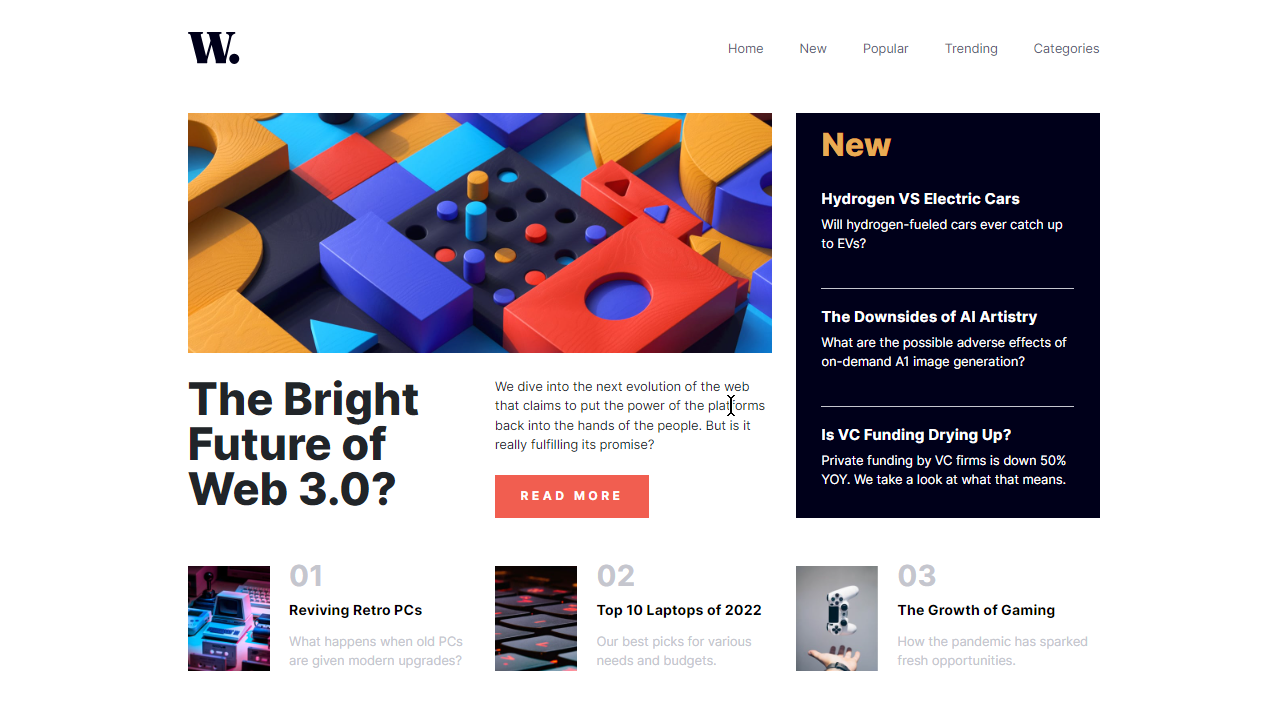 W.
Home New Popular Trending Categories
The Bright
Future of
Web 3.0?
We dive into the next evolution of the web
that claims to put the power of the platforms
back into the hands of the people. But is it
really fulfilling its promise?
READ MORE
New
Hydrogen VS Electric Cars
Will hydrogen-fueled cars ever catch up
to EVs?
The Downsides of AI Artistry
What are the possible adverse effects of
on-demand A1 image generation?
Is VC Funding Drying Up?
Private funding by VC firms is down 50%
YOY. We take a look at what that means.
01
Reviving Retro PCs
What happens when old PCs
are given modern upgrades?
02
Top 10 Laptops of 2022
Our best picks for various
needs and budgets.
03
The Growth of Gaming
How the pandemic has sparked
fresh opportunities.